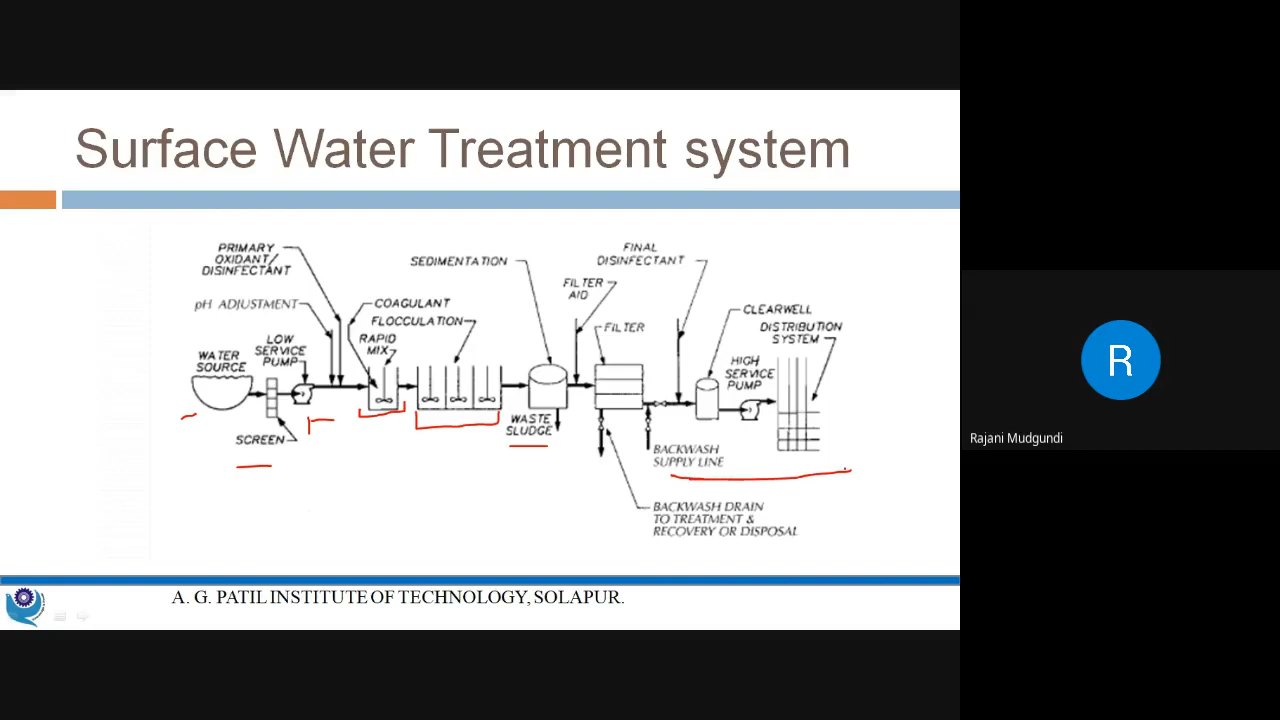 Surface Water Treatment system
PRIMARY
OXIDANT/
DISINFECTANT
pH ADJUSTMENT
COAGULANT
FLOCCULATION
RAPID
MIX
LOW
SERVICE
PUMP
WATER
SOURCE
SCREEN
SEDIMENTATION
WASTE
SLUDGE
FILTER
AID
FILTER
FINAL
DISINFECTANT
CLEARWELL
DISTRIBUTION
SYSTEM
HIGH
SERVICE
PUMP
BACKWASH
SUPPLY LINE
BACKWASH DRAIN
TO TREATMENT &
RECOVERY OR DISPOSAL
A. G. PATIL INSTITUTE OF TECHNOLOGY, SOLAPUR.
R
Rajani Mudgundi